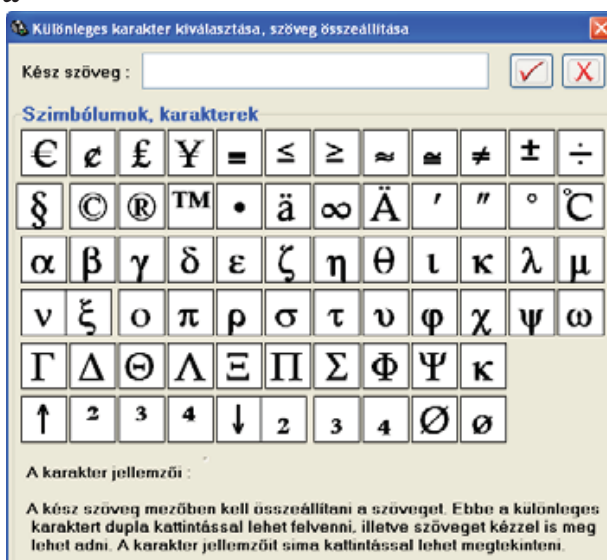 Különleges karakter kiválasztása, szöveg összeállítása
Kész szöveg :
Szimbólumok, karakterek
€ ¢ £ ¥ = ≤ ≥ ≈ ≅ ≠ ± ÷
§ © ® ™ • ä ∞ Ä ′ ″ ° ℃
α β γ δ ε ζ η θ ι κ λ μ
ν ξ ο π ρ σ τ υ φ χ ψ ω
Γ Δ Θ Λ Ξ Π Σ Φ Ψ κ
↑ ² ³ ⁴ ↓ ₂ ₃ ₄ Ø ø
A karakter jellemzői :
A kész szöveg mezőben kell összeállítani a szöveget. Ebbe a különleges
karaktert dupla kattintással lehet felvenni, illetve szöveget kézzel is meg
lehet adni. A karakter jellemzőit sima kattintással lehet megtekinteni.